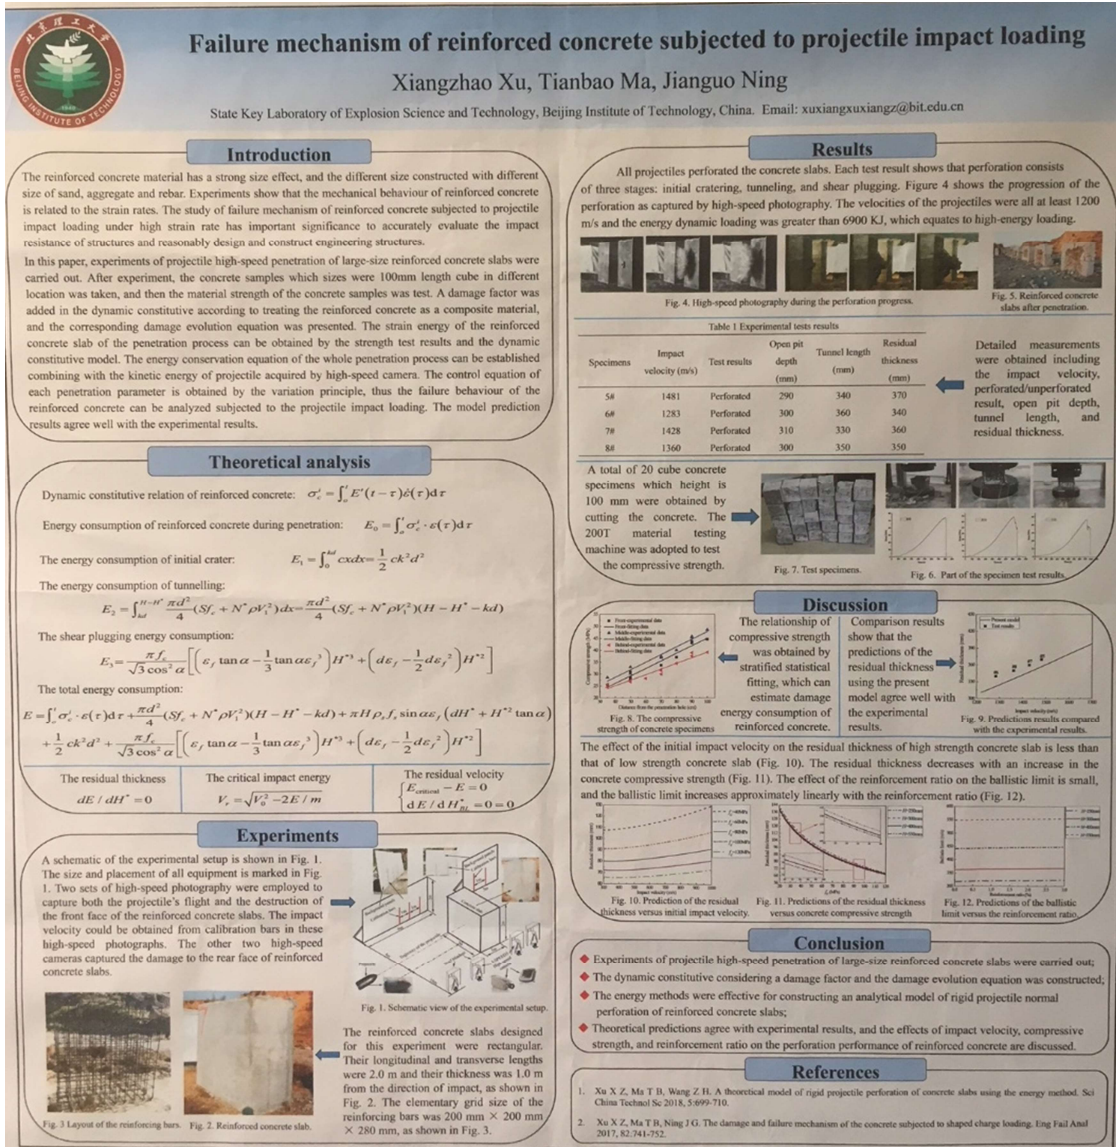 Failure mechanism of reinforced concrete subjected to projectile impact loading
Xiangzhao Xu, Tianbao Ma, Jianguo Ning
State Key Laboratory of Explosion Science and Technology, Beijing Institute of Technology, China. Email: xuxiangxuxiangz@bit.edu.cn
北京理工大学
BEIJING INSTITUTE OF TECHNOLOGY
1940
Introduction
The reinforced concrete material has a strong size effect, and the different size constructed with different
size of sand, aggregate and rebar. Experiments show that the mechanical behaviour of reinforced concrete
is related to the strain rates. The study of failure mechanism of reinforced concrete subjected to projectile
impact loading under high strain rate has important significance to accurately evaluate the impact
resistance of structures and reasonably design and construct engineering structures.
In this paper, experiments of projectile high-speed penetration of large-size reinforced concrete slabs were
carried out. After experiment, the concrete samples which sizes were 100mm length cube in different
location was taken, and then the material strength of the concrete samples was test. A damage factor was
added in the dynamic constitutive according to treating the reinforced concrete as a composite material,
and the corresponding damage evolution equation was presented. The strain energy of the reinforced
concrete slab of the penetration process can be obtained by the strength test results and the dynamic
constitutive model. The energy conservation equation of the whole penetration process can be established
combining with the kinetic energy of projectile acquired by high-speed camera. The control equation of
each penetration parameter is obtained by the variation principle, thus the failure behaviour of the
reinforced concrete can be analyzed subjected to the projectile impact loading. The model prediction
results agree well with the experimental results.
Theoretical analysis
Dynamic constitutive relation of reinforced concrete:
Energy consumption of reinforced concrete during penetration:
The energy consumption of initial crater: E₁ = ∫₀^kd cxdx = 1/2 ck²d²
The energy consumption of tunnelling:
E₂ = ∫_kd^(H−H*) πd²/4 (Sf_c + N*ρV₁²)dx = πd²/4 (Sf_c + N*ρV₁²)(H − H* − kd)
The shear plugging energy consumption:
The total energy consumption:
The residual thickness
dE / dH* = 0
The critical impact energy
V_r = √(V₀² − 2E / m)
The residual velocity
Experiments
A schematic of the experimental setup is shown in Fig. 1.
The size and placement of all equipment is marked in Fig.
1. Two sets of high-speed photography were employed to
capture both the projectile's flight and the destruction of
the front face of the reinforced concrete slabs. The impact
velocity could be obtained from calibration bars in these
high-speed photographs. The other two high-speed
cameras captured the damage to the rear face of reinforced
concrete slabs.
Fig. 1. Schematic view of the experimental setup.
The reinforced concrete slabs designed
for this experiment were rectangular.
Their longitudinal and transverse lengths
were 2.0 m and their thickness was 1.0 m
from the direction of impact, as shown in
Fig. 2. The elementary grid size of the
reinforcing bars was 200 mm × 200 mm
× 280 mm, as shown in Fig. 3.
Fig. 3 Layout of the reinforcing bars. Fig. 2. Reinforced concrete slab.
Results
All projectiles perforated the concrete slabs. Each test result shows that perforation consists
of three stages: initial cratering, tunneling, and shear plugging. Figure 4 shows the progression of the
perforation as captured by high-speed photography. The velocities of the projectiles were all at least 1200
m/s and the energy dynamic loading was greater than 6900 KJ, which equates to high-energy loading.
Fig. 4. High-speed photography during the perforation progress.
Fig. 5. Reinforced concrete
slabs after penetration.
Table 1 Experimental tests results
Specimens Impact velocity (m/s) Test results Open pit depth (mm) Tunnel length (mm) Residual thickness (mm)
5# 1481 Perforated 290 340 370
6# 1283 Perforated 300 360 340
7# 1428 Perforated 310 330 360
8# 1360 Perforated 300 350 350
Detailed measurements
were obtained including
the impact velocity,
perforated/unperforated
result, open pit depth,
tunnel length, and
residual thickness.
A total of 20 cube concrete
specimens which height is
100 mm were obtained by
cutting the concrete. The
200T material testing
machine was adopted to test
the compressive strength.
Fig. 7. Test specimens.
Fig. 6. Part of the specimen test results.
Discussion
The relationship of
compressive strength
was obtained by
stratified statistical
fitting, which can
estimate damage
energy consumption of
reinforced concrete.
Fig. 8. The compressive
strength of concrete specimens
Comparison results
show that the
predictions of the
residual thickness
using the present
model agree well with
the experimental
results.
Present model
Test results
Fig. 9. Predictions results compared
with the experimental results.
The effect of the initial impact velocity on the residual thickness of high strength concrete slab is less than
that of low strength concrete slab (Fig. 10). The residual thickness decreases with an increase in the
concrete compressive strength (Fig. 11). The effect of the reinforcement ratio on the ballistic limit is small,
and the ballistic limit increases approximately linearly with the reinforcement ratio (Fig. 12).
Fig. 10. Prediction of the residual
thickness versus initial impact velocity.
Fig. 11. Predictions of the residual thickness
versus concrete compressive strength
Fig. 12. Predictions of the ballistic
limit versus the reinforcement ratio.
Conclusion
Experiments of projectile high-speed penetration of large-size reinforced concrete slabs were carried out;
The dynamic constitutive considering a damage factor and the damage evolution equation was constructed;
The energy methods were effective for constructing an analytical model of rigid projectile normal
perforation of reinforced concrete slabs;
Theoretical predictions agree with experimental results, and the effects of impact velocity, compressive
strength, and reinforcement ratio on the perforation performance of reinforced concrete are discussed.
References
1. Xu X Z, Ma T B, Wang Z H. A theoretical model of rigid projectile perforation of concrete slabs using the energy method. Sci
China Technol Sc 2018, 5:699-710.
2. Xu X Z, Ma T B, Ning J G. The damage and failure mechanism of the concrete subjected to shaped charge loading. Eng Fail Anal
2017, 82:741-752.